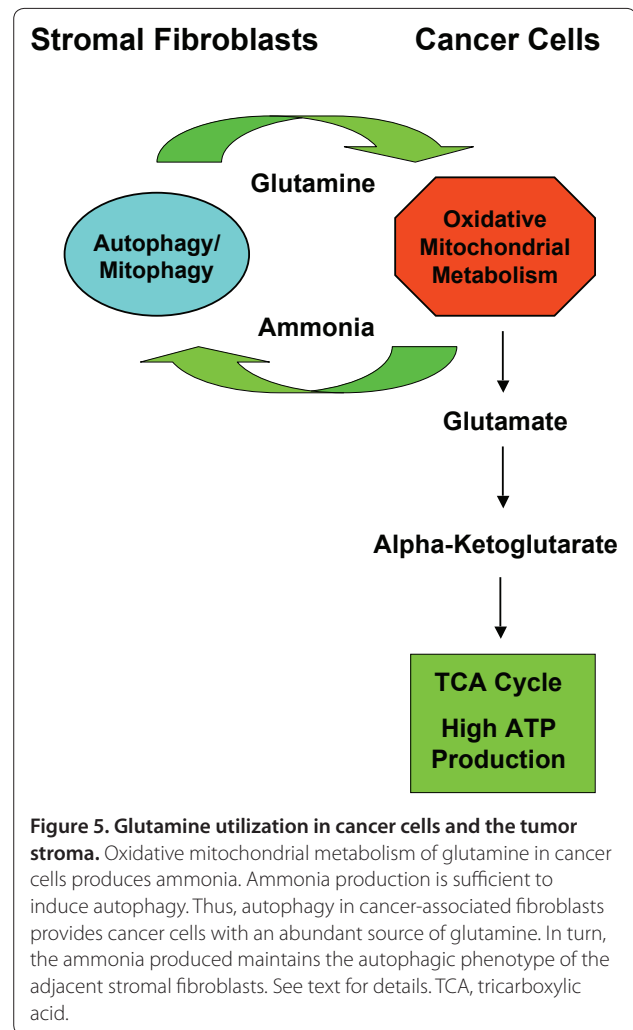 Stromal Fibroblasts
Cancer Cells
Glutamine
Autophagy/
Mitophagy
Oxidative
Mitochondrial
Metabolism
Ammonia
Glutamate
Alpha-Ketoglutarate
TCA Cycle
High ATP
Production
Figure 5. Glutamine utilization in cancer cells and the tumor
stroma. Oxidative mitochondrial metabolism of glutamine in cancer
cells produces ammonia. Ammonia production is sufficient to
induce autophagy. Thus, autophagy in cancer-associated fibroblasts
provides cancer cells with an abundant source of glutamine. In turn,
the ammonia produced maintains the autophagic phenotype of the
adjacent stromal fibroblasts. See text for details. TCA, tricarboxylic
acid.